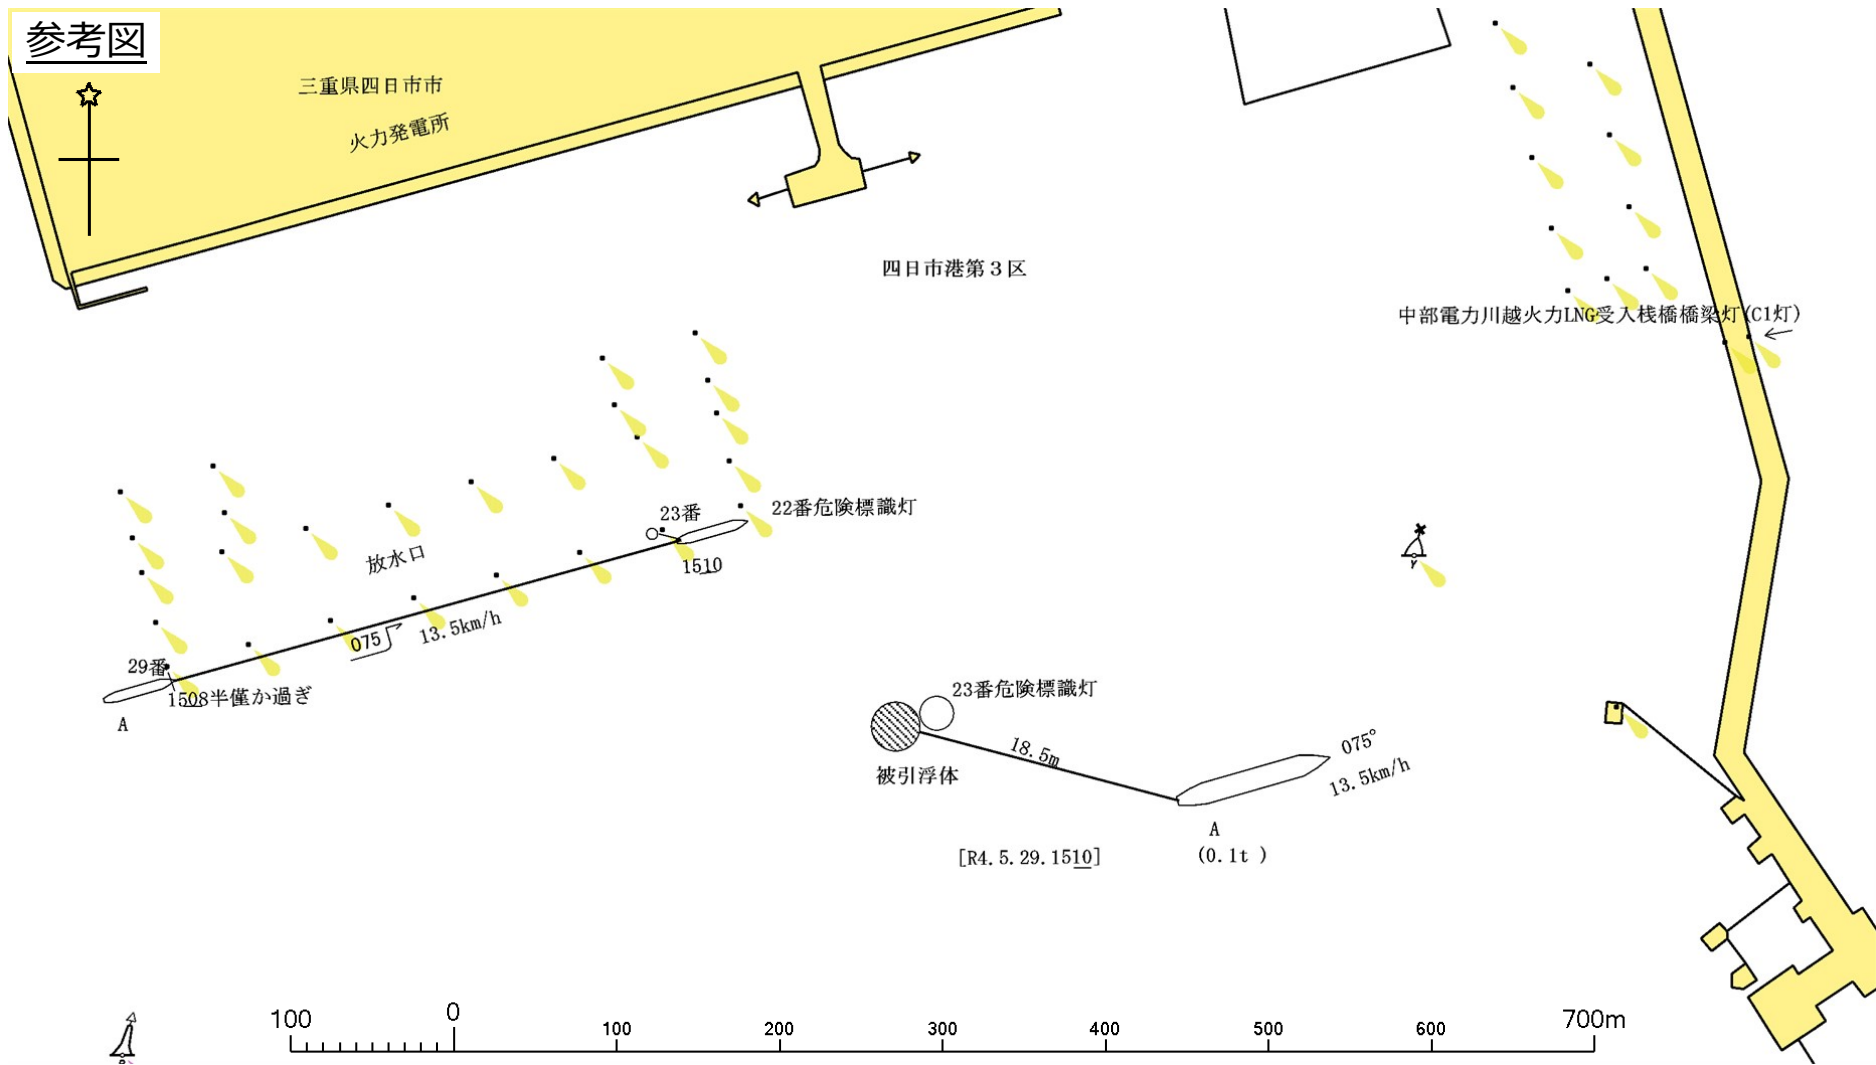 参考図
三重県四日市市
火力発電所
四日市港第3区
中部電力川越火力LNG受入桟橋橋梁灯(C1灯)
22番危険標識灯
23番
1510
放水口
075
13.5km/h
29番
1508半僅か過ぎ
A
Y
23番危険標識灯
18.5m
被引浮体
075°
13.5km/h
A
(0.1t )
[R4.5.29.1510]
100 0 100 200 300 400 500 600 700m